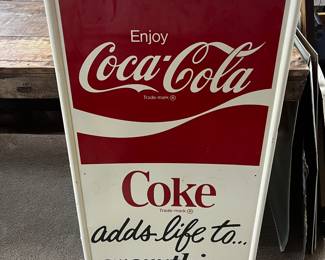 Enjoy
Coca-Cola
Trade-mark ®
Coke
Trade-mark ®
adds life to...